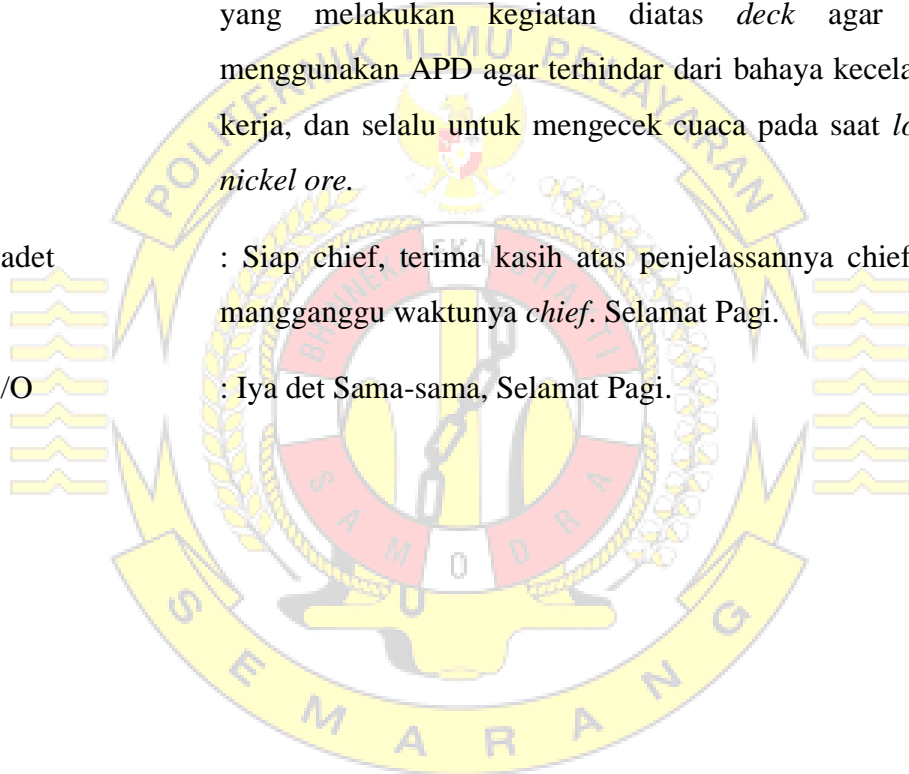 yang melakukan kegiatan diatas deck agar
menggunakan APD agar terhindar dari bahaya
kerja, dan selalu untuk mengecek cuaca pada saat
nickel ore.
adet : Siap chief, terima kasih atas penjelassannya chief
mangganggu waktunya chief. Selamat Pagi.
/O : Iya det Sama-sama, Selamat Pagi.
POLITEKNIK ILMU PELAYARAN
SEMARANG
SAMODRA